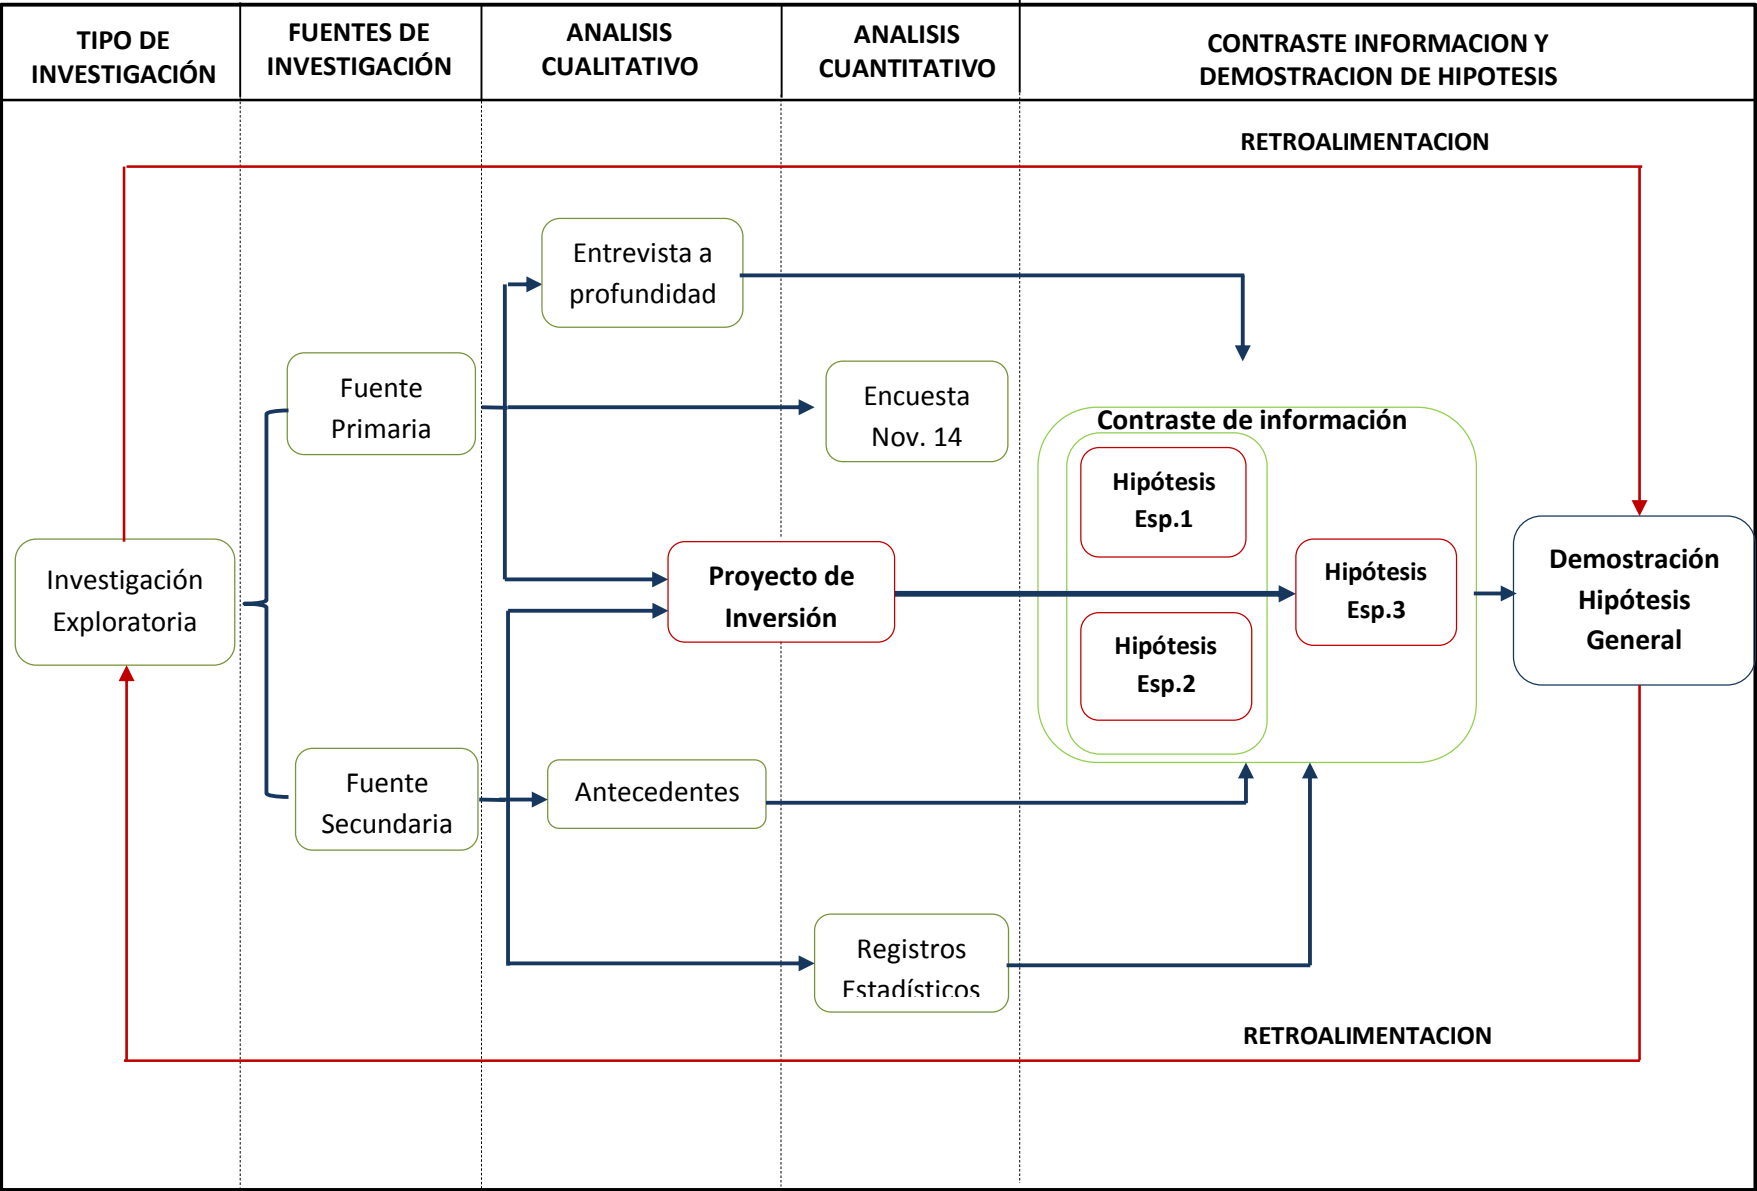 TIPO DE
INVESTIGACIÓN
FUENTES DE
INVESTIGACIÓN
ANALISIS
CUALITATIVO
ANALISIS
CUANTITATIVO
CONTRASTE INFORMACION Y
DEMOSTRACION DE HIPOTESIS
RETROALIMENTACION
Entrevista a
profundidad
Fuente
Primaria
Encuesta
Nov. 14
Contraste de información
Hipótesis
Esp.1
Investigación
Exploratoria
Proyecto de
Inversión
Hipótesis
Esp.3
Demostración
Hipótesis
General
Hipótesis
Esp.2
Fuente
Secundaria
Antecedentes
Registros
Estadísticos
RETROALIMENTACION